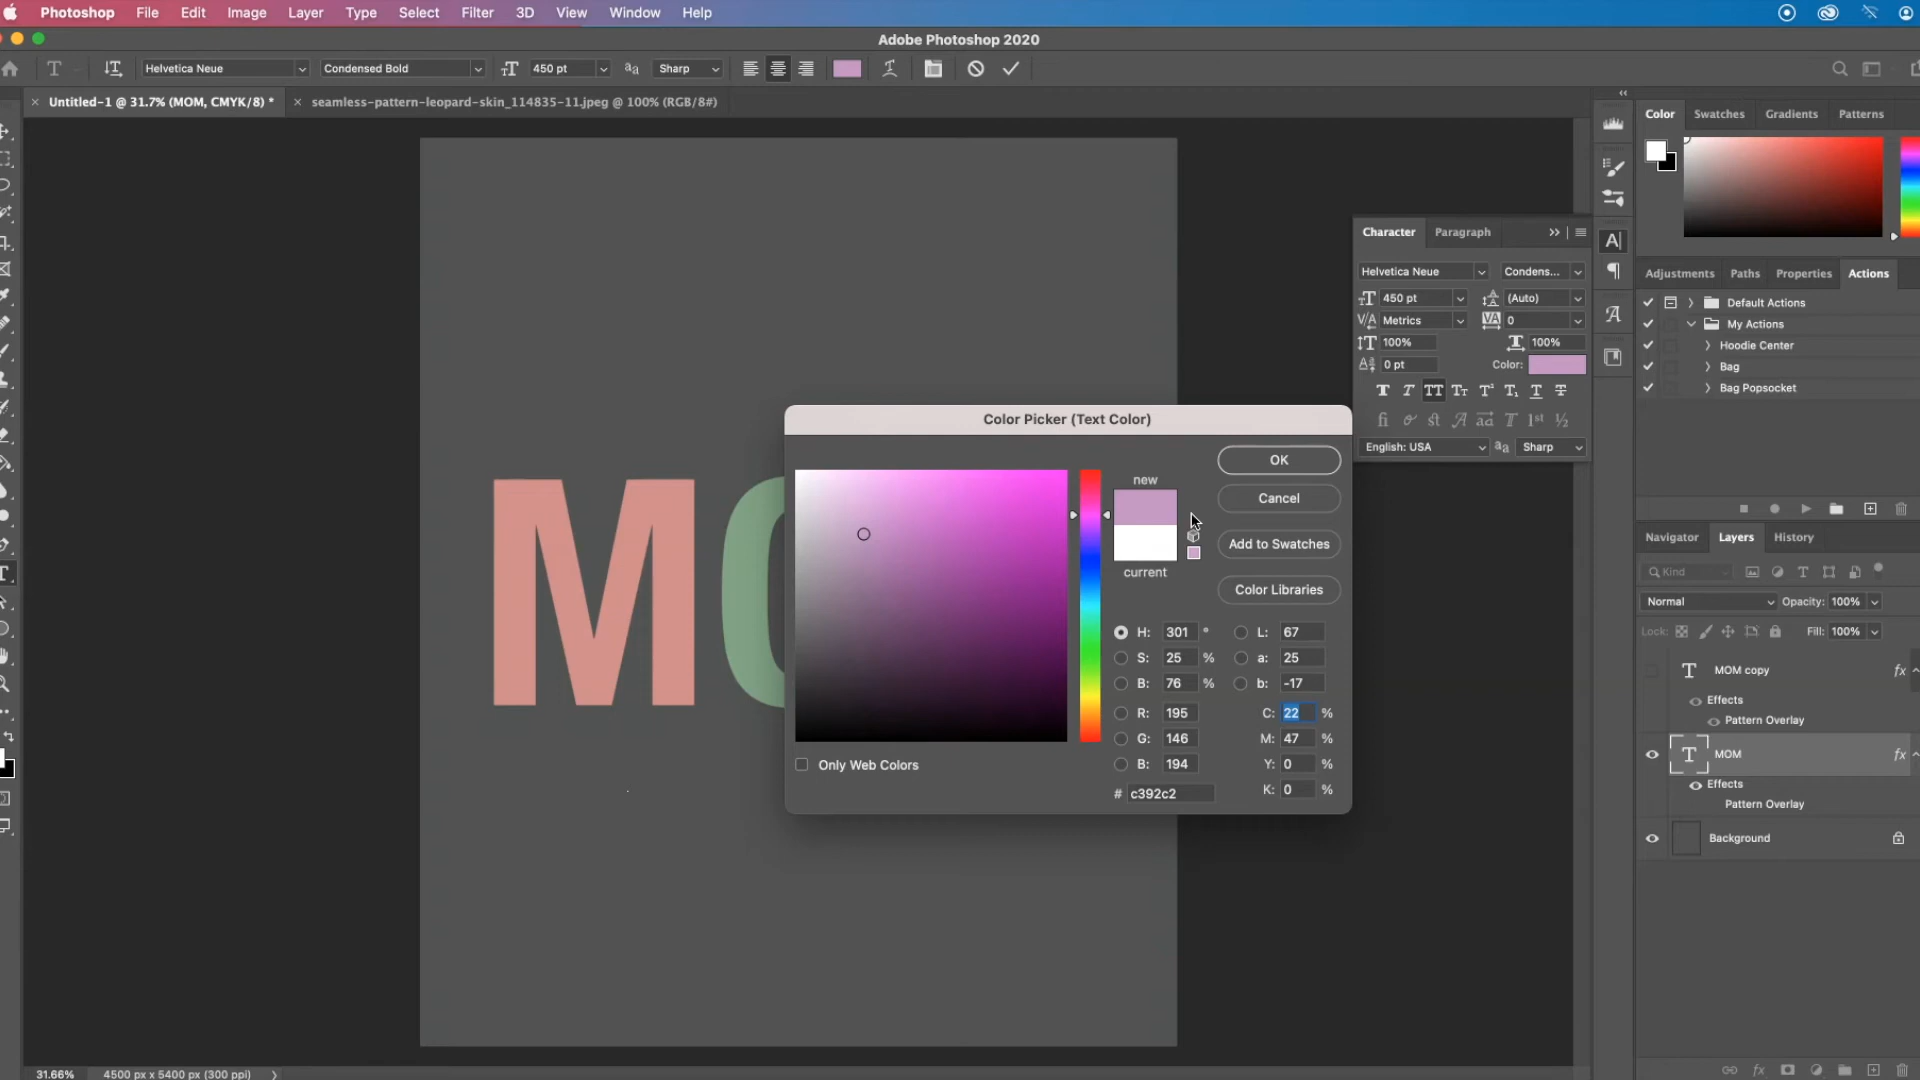 Photoshop File Edit Image Layer Type Select Filter 3D View Window Help
Adobe Photoshop 2020
Helvetica Neue Condensed Bold 450 pt Sharp
Untitled-1 @ 31.7% (MOM, CMYK/8) * seamless-pattern-leopard-skin_114835-11.jpeg @ 100% (RGB/8#)
Color Swatches Gradients Patterns
Character Paragraph
Helvetica Neue Condens...
450 pt (Auto)
Metrics 0
100% 100%
0 pt Color:
English: USA Sharp
Adjustments Paths Properties Actions
Default Actions
My Actions
Hoodie Center
Bag
Bag Popsocket
MO
Color Picker (Text Color)
new
current
OK
Cancel
Add to Swatches
Color Libraries
H: 301 ° L: 67
S: 25 % a: 25
B: 76 % b: -17
R: 195 C: 22 %
G: 146 M: 47 %
B: 194 Y: 0 %
# c392c2 K: 0 %
Only Web Colors
Navigator Layers History
Kind
Normal Opacity: 100%
Lock: Fill: 100%
MOM copy fx
Effects
Pattern Overlay
MOM fx
Effects
Pattern Overlay
Background
31.66% 4500 px x 5400 px (300 ppi)